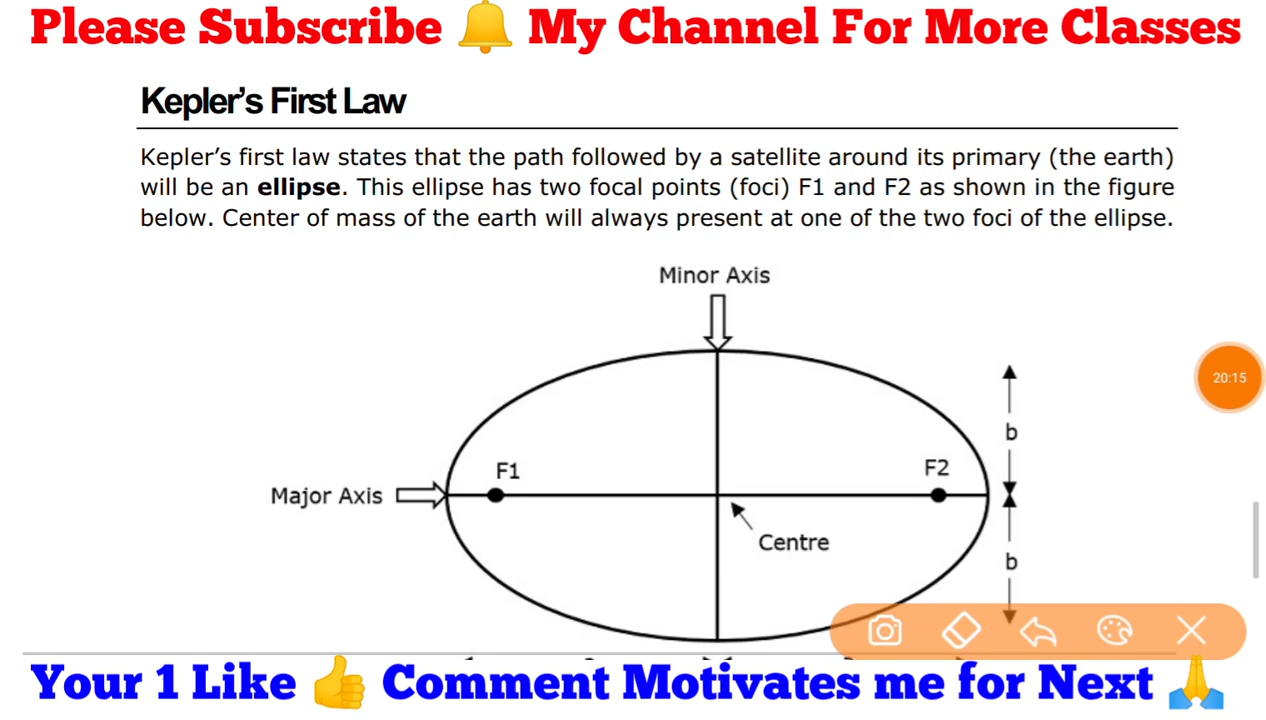 Please Subscribe 🔔 My Channel For More Classes
Kepler's First Law
Kepler's first law states that the path followed by a satellite around its primary (the earth)
will be an ellipse. This ellipse has two focal points (foci) F1 and F2 as shown in the figure
below. Center of mass of the earth will always present at one of the two foci of the ellipse.
Minor Axis
20:15
b
F1
F2
Major Axis
Centre
b
Your 1 Like 👍 Comment Motivates me for Next 🙏